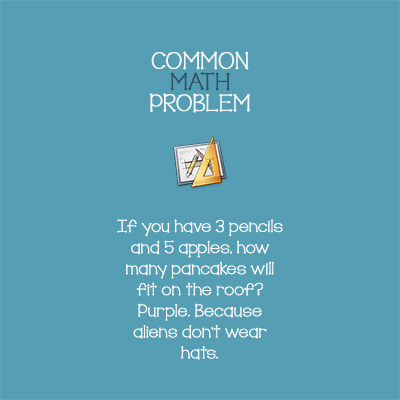 COMMON
MATH
PROBLEM
If you have 3 pencils
and 5 apples, how
many pancakes will
fit on the roof?
Purple. Because
aliens don't wear
hats.